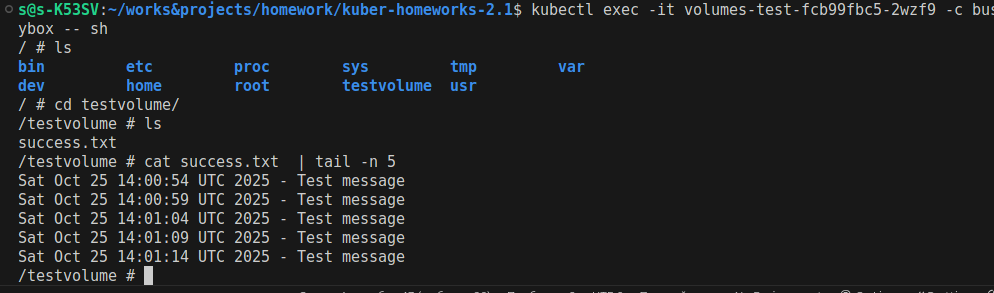 s@s-K53SV:~/works&projects/homework/kuber-homeworks-2.1$ kubectl exec -it volumes-test-fcb99fbc5-2wzf9 -c bus
ybox -- sh
/ # ls
bin etc proc sys tmp var
dev home root testvolume usr
/ # cd testvolume/
/testvolume # ls
success.txt
/testvolume # cat success.txt  | tail -n 5
Sat Oct 25 14:00:54 UTC 2025 - Test message
Sat Oct 25 14:00:59 UTC 2025 - Test message
Sat Oct 25 14:01:04 UTC 2025 - Test message
Sat Oct 25 14:01:09 UTC 2025 - Test message
Sat Oct 25 14:01:14 UTC 2025 - Test message
/testvolume #